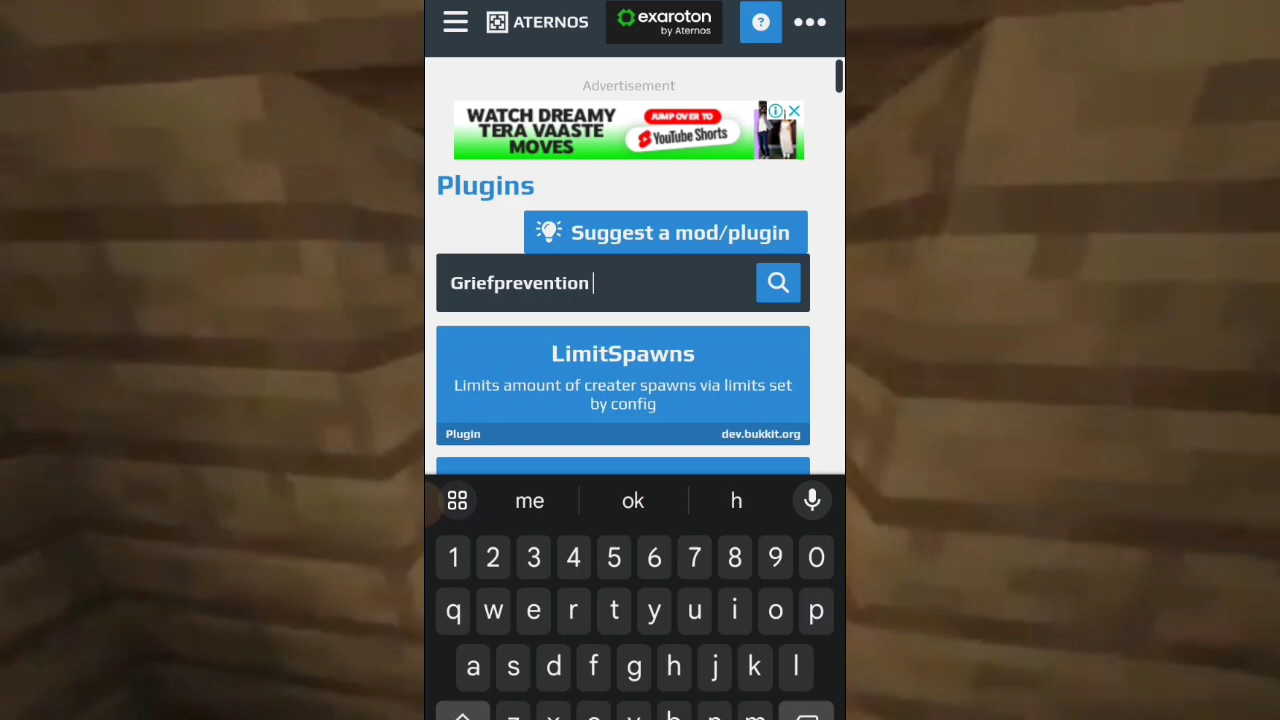 ATERNOS
exaroton
by Aternos
?
Advertisement
WATCH DREAMY
TERA VAASTE
MOVES
JUMP OVER TO
YouTube Shorts
Plugins
Suggest a mod/plugin
Griefprevention
LimitSpawns
Limits amount of creater spawns via limits set
by config
Plugin
dev.bukkit.org
me ok h
1 2 3 4 5 6 7 8 9 0
q w e r t y u i o p
a s d f g h j k l
z x c v b n m